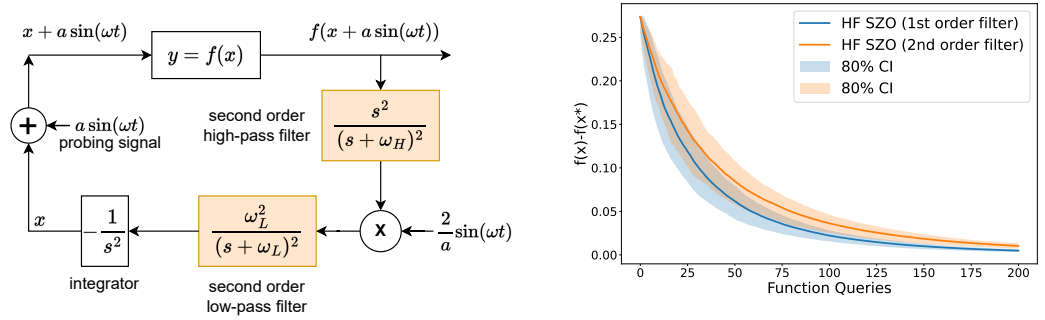 x + a sin(ωt)
y = f(x)
f(x + a sin(ωt))
second order
high-pass filter
s²
(s + ω_H)²
+
a sin(ωt)
probing signal
x
− 1
s²
integrator
ω_L²
(s + ω_L)²
second order
low-pass filter
X
2
a sin(ωt)
HF SZO (1st order filter)
HF SZO (2nd order filter)
80% CI
80% CI
f(x)-f(x*)
0.25
0.20
0.15
0.10
0.05
0.00
0 25 50 75 100 125 150 175 200
Function Queries